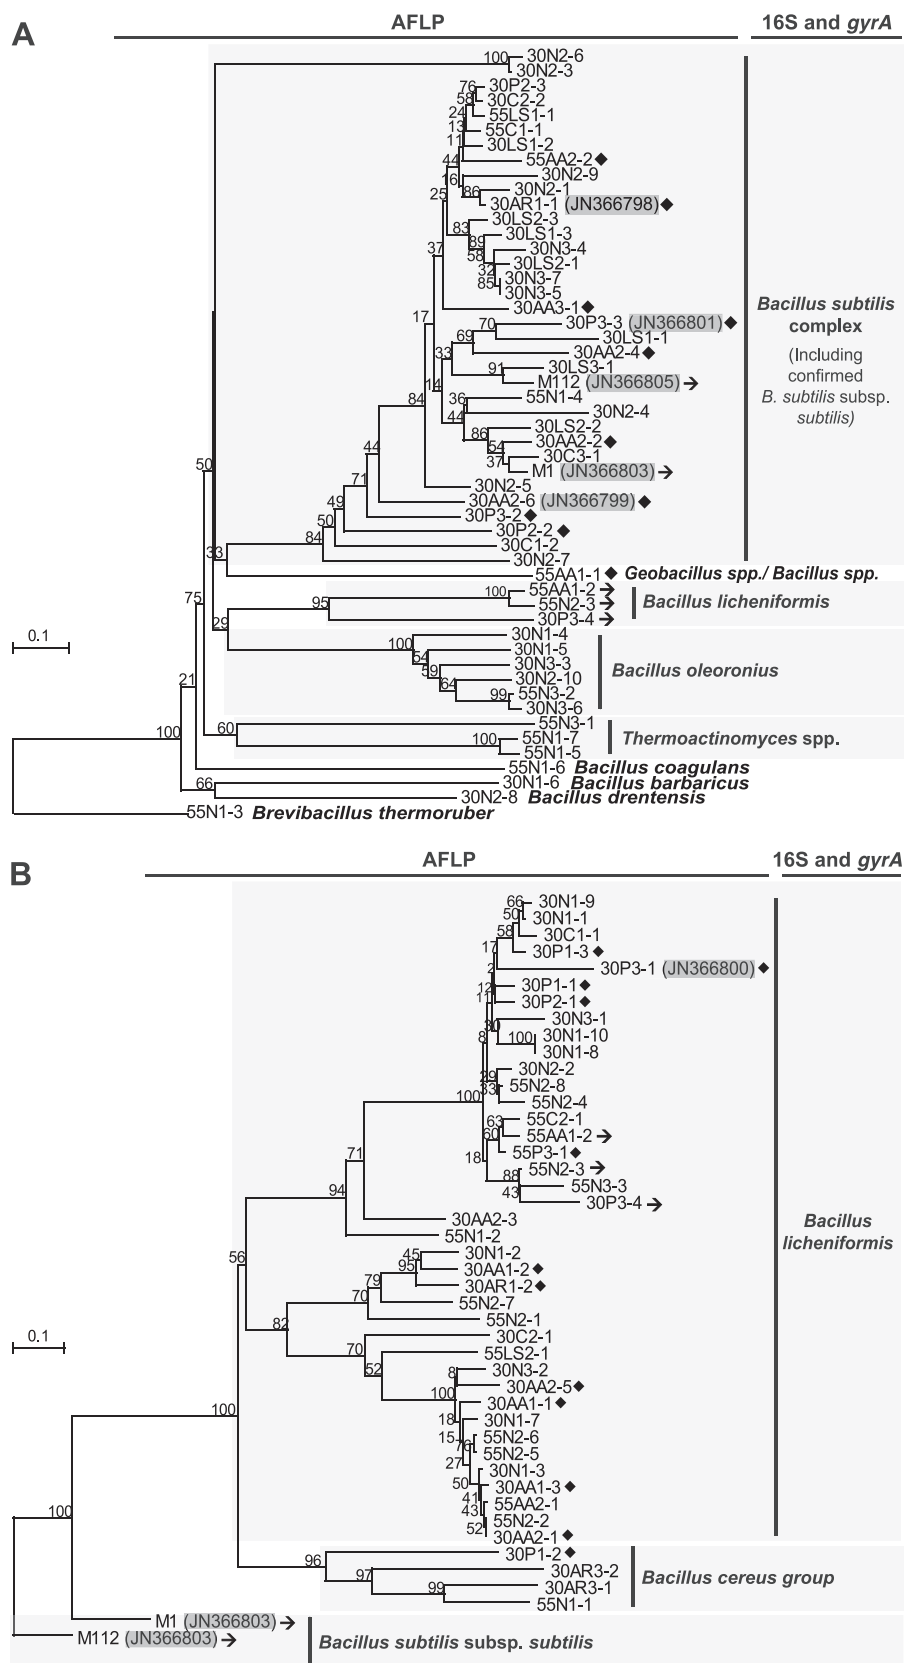 A
AFLP
16S and gyrA
100
30N2-6
30N2-3
76
30P2-3
58
30C2-2
24
55LS1-1
13
55C1-1
11
30LS1-2
44
55AA2-2 ◆
16
30N2-9
86
30N2-1
25
30AR1-1 (JN366798) ◆
30LS2-3
83
30LS1-3
89
30N3-4
37
58
30LS2-1
32
30N3-7
85
30N3-5
30AA3-1 ◆
17
70
30P3-3 (JN366801) ◆
69
30LS1-1
33
30AA2-4 ◆
91
30LS3-1
14
M112 (JN366805) →
84
36
55N1-4
44
30N2-4
86
30LS2-2
54
30AA2-2 ◆
44
37
30C3-1
M1 (JN366803) →
50
71
30N2-5
49
30AA2-6 (JN366799) ◆
30P3-2 ◆
50
30P2-2 ◆
84
30C1-2
33
30N2-7
Bacillus subtilis
complex
(Including
confirmed
B. subtilis subsp.
subtilis)
55AA1-1 ◆ Geobacillus spp./ Bacillus spp.
100
55AA1-2 →
75
95
55N2-3 →
30P3-4 →
Bacillus licheniformis
0.1
29
100
30N1-4
54
30N1-5
59
30N3-3
64
30N2-10
99
55N3-2
30N3-6
Bacillus oleoronius
21
60
55N3-1
100
100
55N1-7
55N1-5
Thermoactinomyces spp.
55N1-6 Bacillus coagulans
66
30N1-6 Bacillus barbaricus
30N2-8 Bacillus drentensis
55N1-3 Brevibacillus thermoruber
B
AFLP
16S and gyrA
66
30N1-9
50
30N1-1
58
30C1-1
17
30P1-3 ◆
2
30P3-1 (JN366800) ◆
12
30P1-1 ◆
11
30P2-1 ◆
30
30N3-1
8
100
30N1-10
30N1-8
29
30N2-2
33
55N2-8
100
55N2-4
63
55C2-1
60
55AA1-2 →
18
55P3-1 ◆
71
88
55N2-3 →
43
55N3-3
94
30P3-4 →
30AA2-3
55N1-2
56
45
30N1-2
95
30AA1-2 ◆
79
30AR1-2 ◆
70
55N2-7
82
55N2-1
0.1
70
30C2-1
52
55LS2-1
8
30N3-2
100
30AA2-5 ◆
30AA1-1 ◆
100
18
30N1-7
15
76
55N2-6
55N2-5
27
30N1-3
50
30AA1-3 ◆
41
43
55AA2-1
55N2-2
52
30AA2-1 ◆
Bacillus
licheniformis
100
96
30P1-2 ◆
97
30AR3-2
99
30AR3-1
55N1-1
Bacillus cereus group
M1 (JN366803) →
M112 (JN366803) →
Bacillus subtilis subsp. subtilis